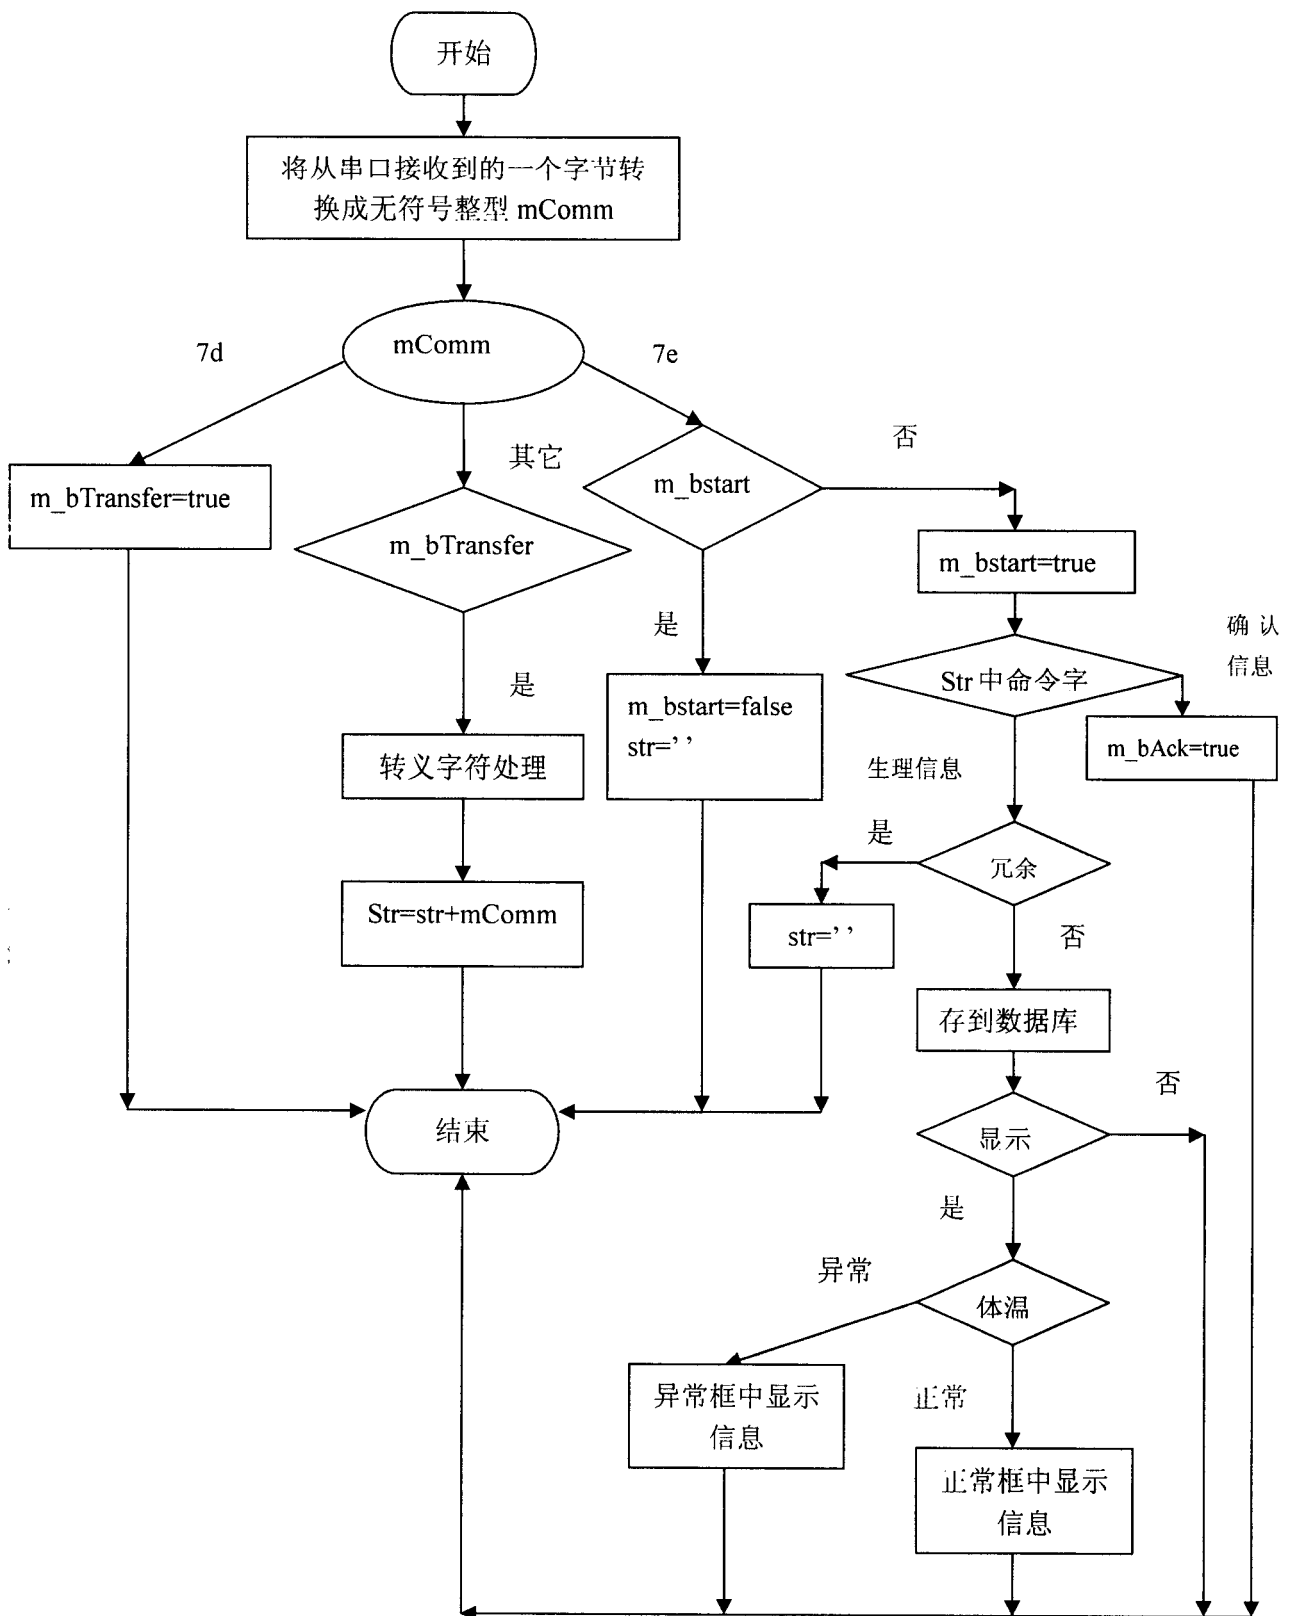 开始
将从串口接收到的一个字节转
换成无符号整型 mComm
mComm
7d
7e
其它
否
m_bTransfer=true
m_bTransfer
m_bstart
m_bstart=true
是
是
确 认
信息
Str 中命令字
m_bstart=false
str=’ ’
m_bAck=true
转义字符处理
生理信息
是
冗余
Str=str+mComm
str=’ ’
否
存到数据库
否
结束
显示
是
异常
体温
异常框中显示
信息
正常
正常框中显示
信息